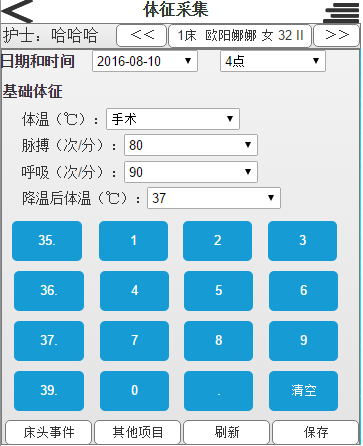 体征采集
护士：哈哈哈 << 1床 欧阳娜娜 女 32 II >>
日期和时间 2016-08-10 4点
基础体征
体温（℃）：手术
脉搏（次/分）：80
呼吸（次/分）：90
降温后体温（℃）：37
35. 1 2 3
36. 4 5 6
37. 7 8 9
39. 0 . 清空
床头事件 其他项目 刷新 保存